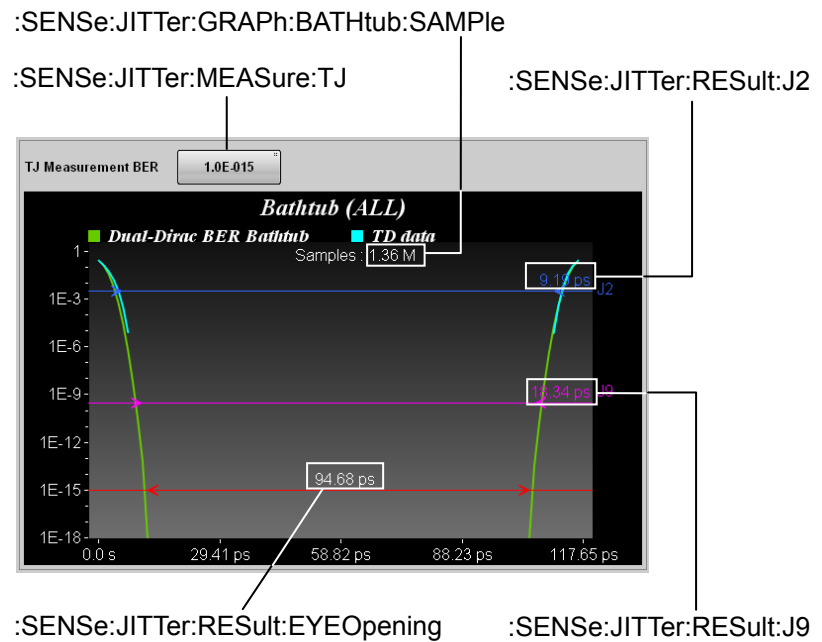 :SENSe:JITTer:GRAPh:BATHtub:SAMPle
:SENSe:JITTer:MEASure:TJ
:SENSe:JITTer:RESult:J2
TJ Measurement BER
1.0E-015
Bathtub (ALL)
Dual-Dirac BER Bathtub
TD data
Samples : 1.36 M
1
1E-3
1E-6
1E-9
1E-12
1E-15
1E-18
9.19 ps
J2
18.34 ps
J9
94.68 ps
0.0 s
29.41 ps
58.82 ps
88.23 ps
117.65 ps
:SENSe:JITTer:RESult:EYEOpening
:SENSe:JITTer:RESult:J9